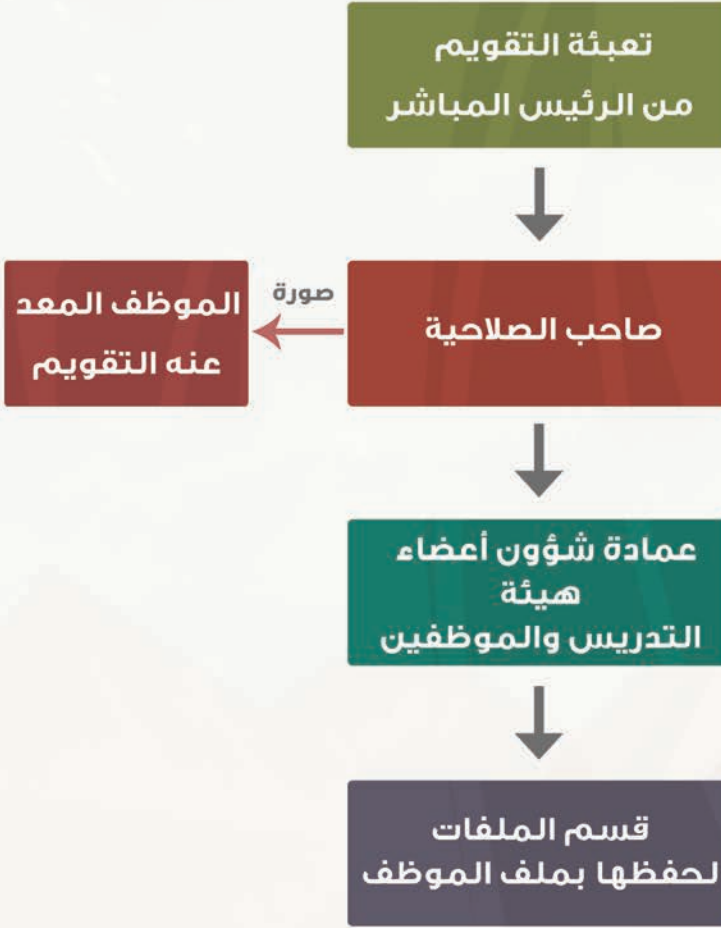 تعبئة التقويم
من الرئيس المباشر
صاحب الصلاحية
صورة
الموظف المعد
عنه التقويم
عمادة شؤون أعضاء
هيئة
التدريس والموظفين
قسم الملفات
لحفظها بملف الموظف